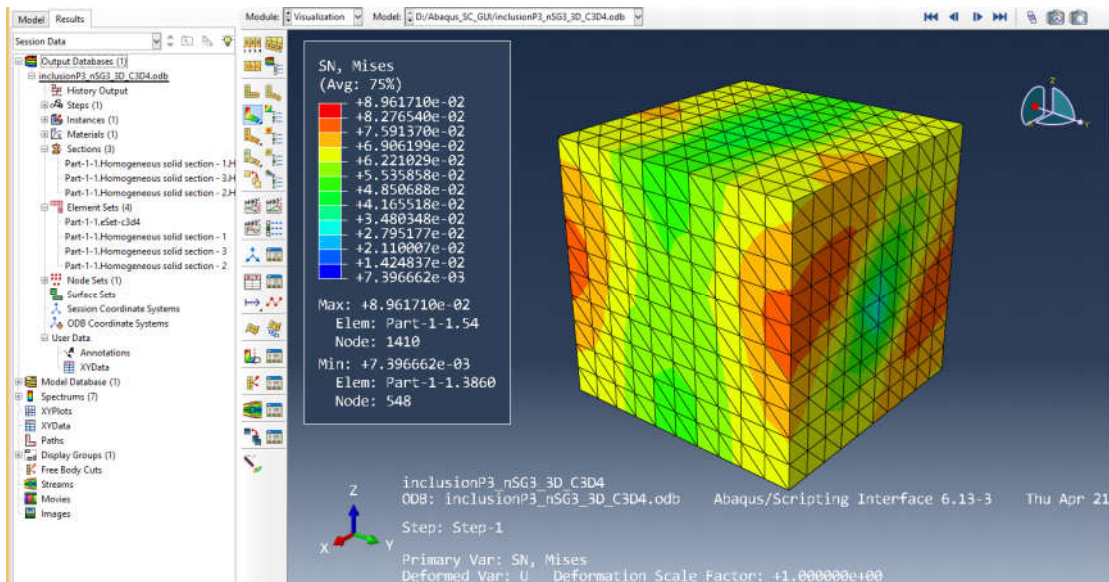 Model Results
Module: Visualization Model: D:/Abaqus_SC_GUI/inclusionP3_nSG3_3D_C3D4.odb
Session Data
Output Databases (1)
inclusionP3_nSG3_3D_C3D4.odb
History Output
Steps (1)
Instances (1)
Materials (1)
Sections (3)
Part-1-1.Homogeneous solid section - 1.H
Part-1-1.Homogeneous solid section - 3.H
Part-1-1.Homogeneous solid section - 2.H
Element Sets (4)
Part-1-1.eSet-c3d4
Part-1-1.Homogeneous solid section - 1
Part-1-1.Homogeneous solid section - 3
Part-1-1.Homogeneous solid section - 2
Node Sets (1)
Surface Sets
Session Coordinate Systems
ODB Coordinate Systems
User Data
Annotations
XYData
Model Database (1)
Spectrums (7)
XYPlots
XYData
Paths
Display Groups (1)
Free Body Cuts
Streams
Movies
Images
SN, Mises
(Avg: 75%)
+8.961710e-02
+8.276540e-02
+7.591370e-02
+6.906199e-02
+6.221029e-02
+5.535858e-02
+4.850688e-02
+4.165518e-02
+3.480348e-02
+2.795177e-02
+2.110007e-02
+1.424837e-02
+7.396662e-03
Max: +8.961710e-02
Elem: Part-1-1.54
Node: 1410
Min: +7.396662e-03
Elem: Part-1-1.3860
Node: 548
Z
Y
Z
X
Y
inclusionP3_nSG3_3D_C3D4
ODB: inclusionP3_nSG3_3D_C3D4.odb Abaqus/Scripting Interface 6.13-3 Thu Apr 21
Step: Step-1
Primary Var: SN, Mises
Deformed Var: U Deformation Scale Factor: +1.000000e+00